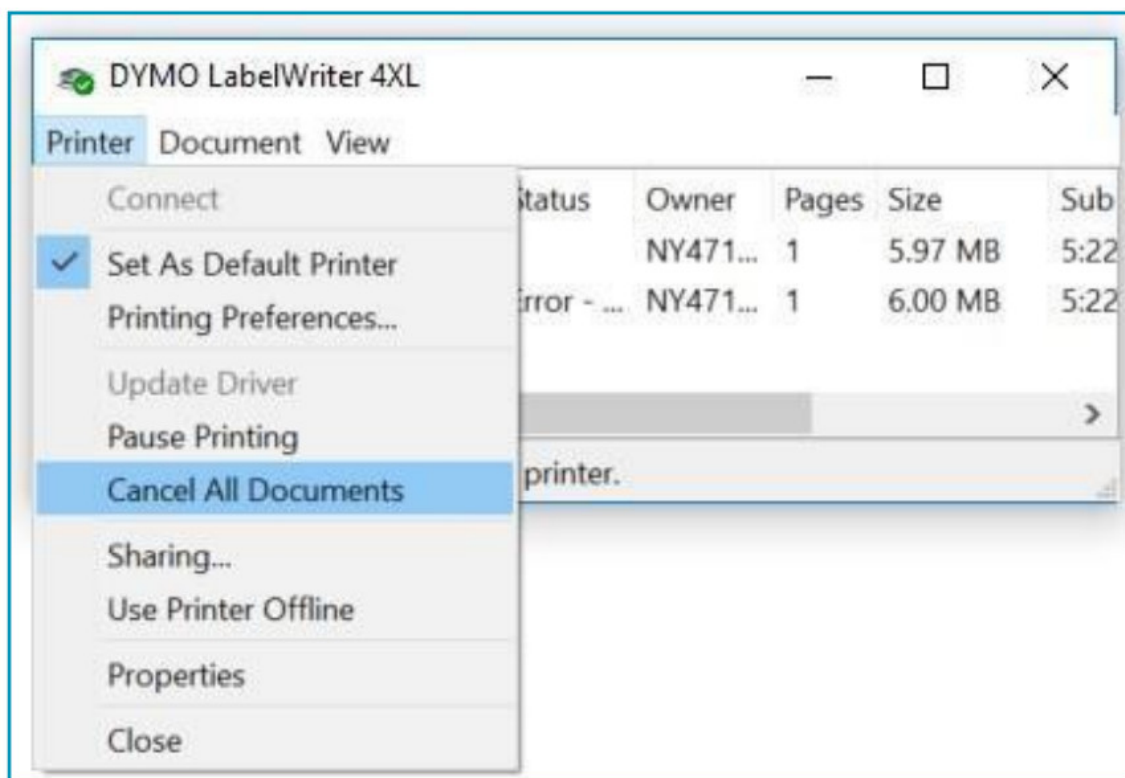 DYMO LabelWriter 4XL
Printer Document View
Connect
Set As Default Printer
Printing Preferences...
Update Driver
Pause Printing
Cancel All Documents
Sharing...
Use Printer Offline
Properties
Close
Status Owner Pages Size Sub
NY471... 1 5.97 MB 5:22
Error - ... NY471... 1 6.00 MB 5:22
printer.